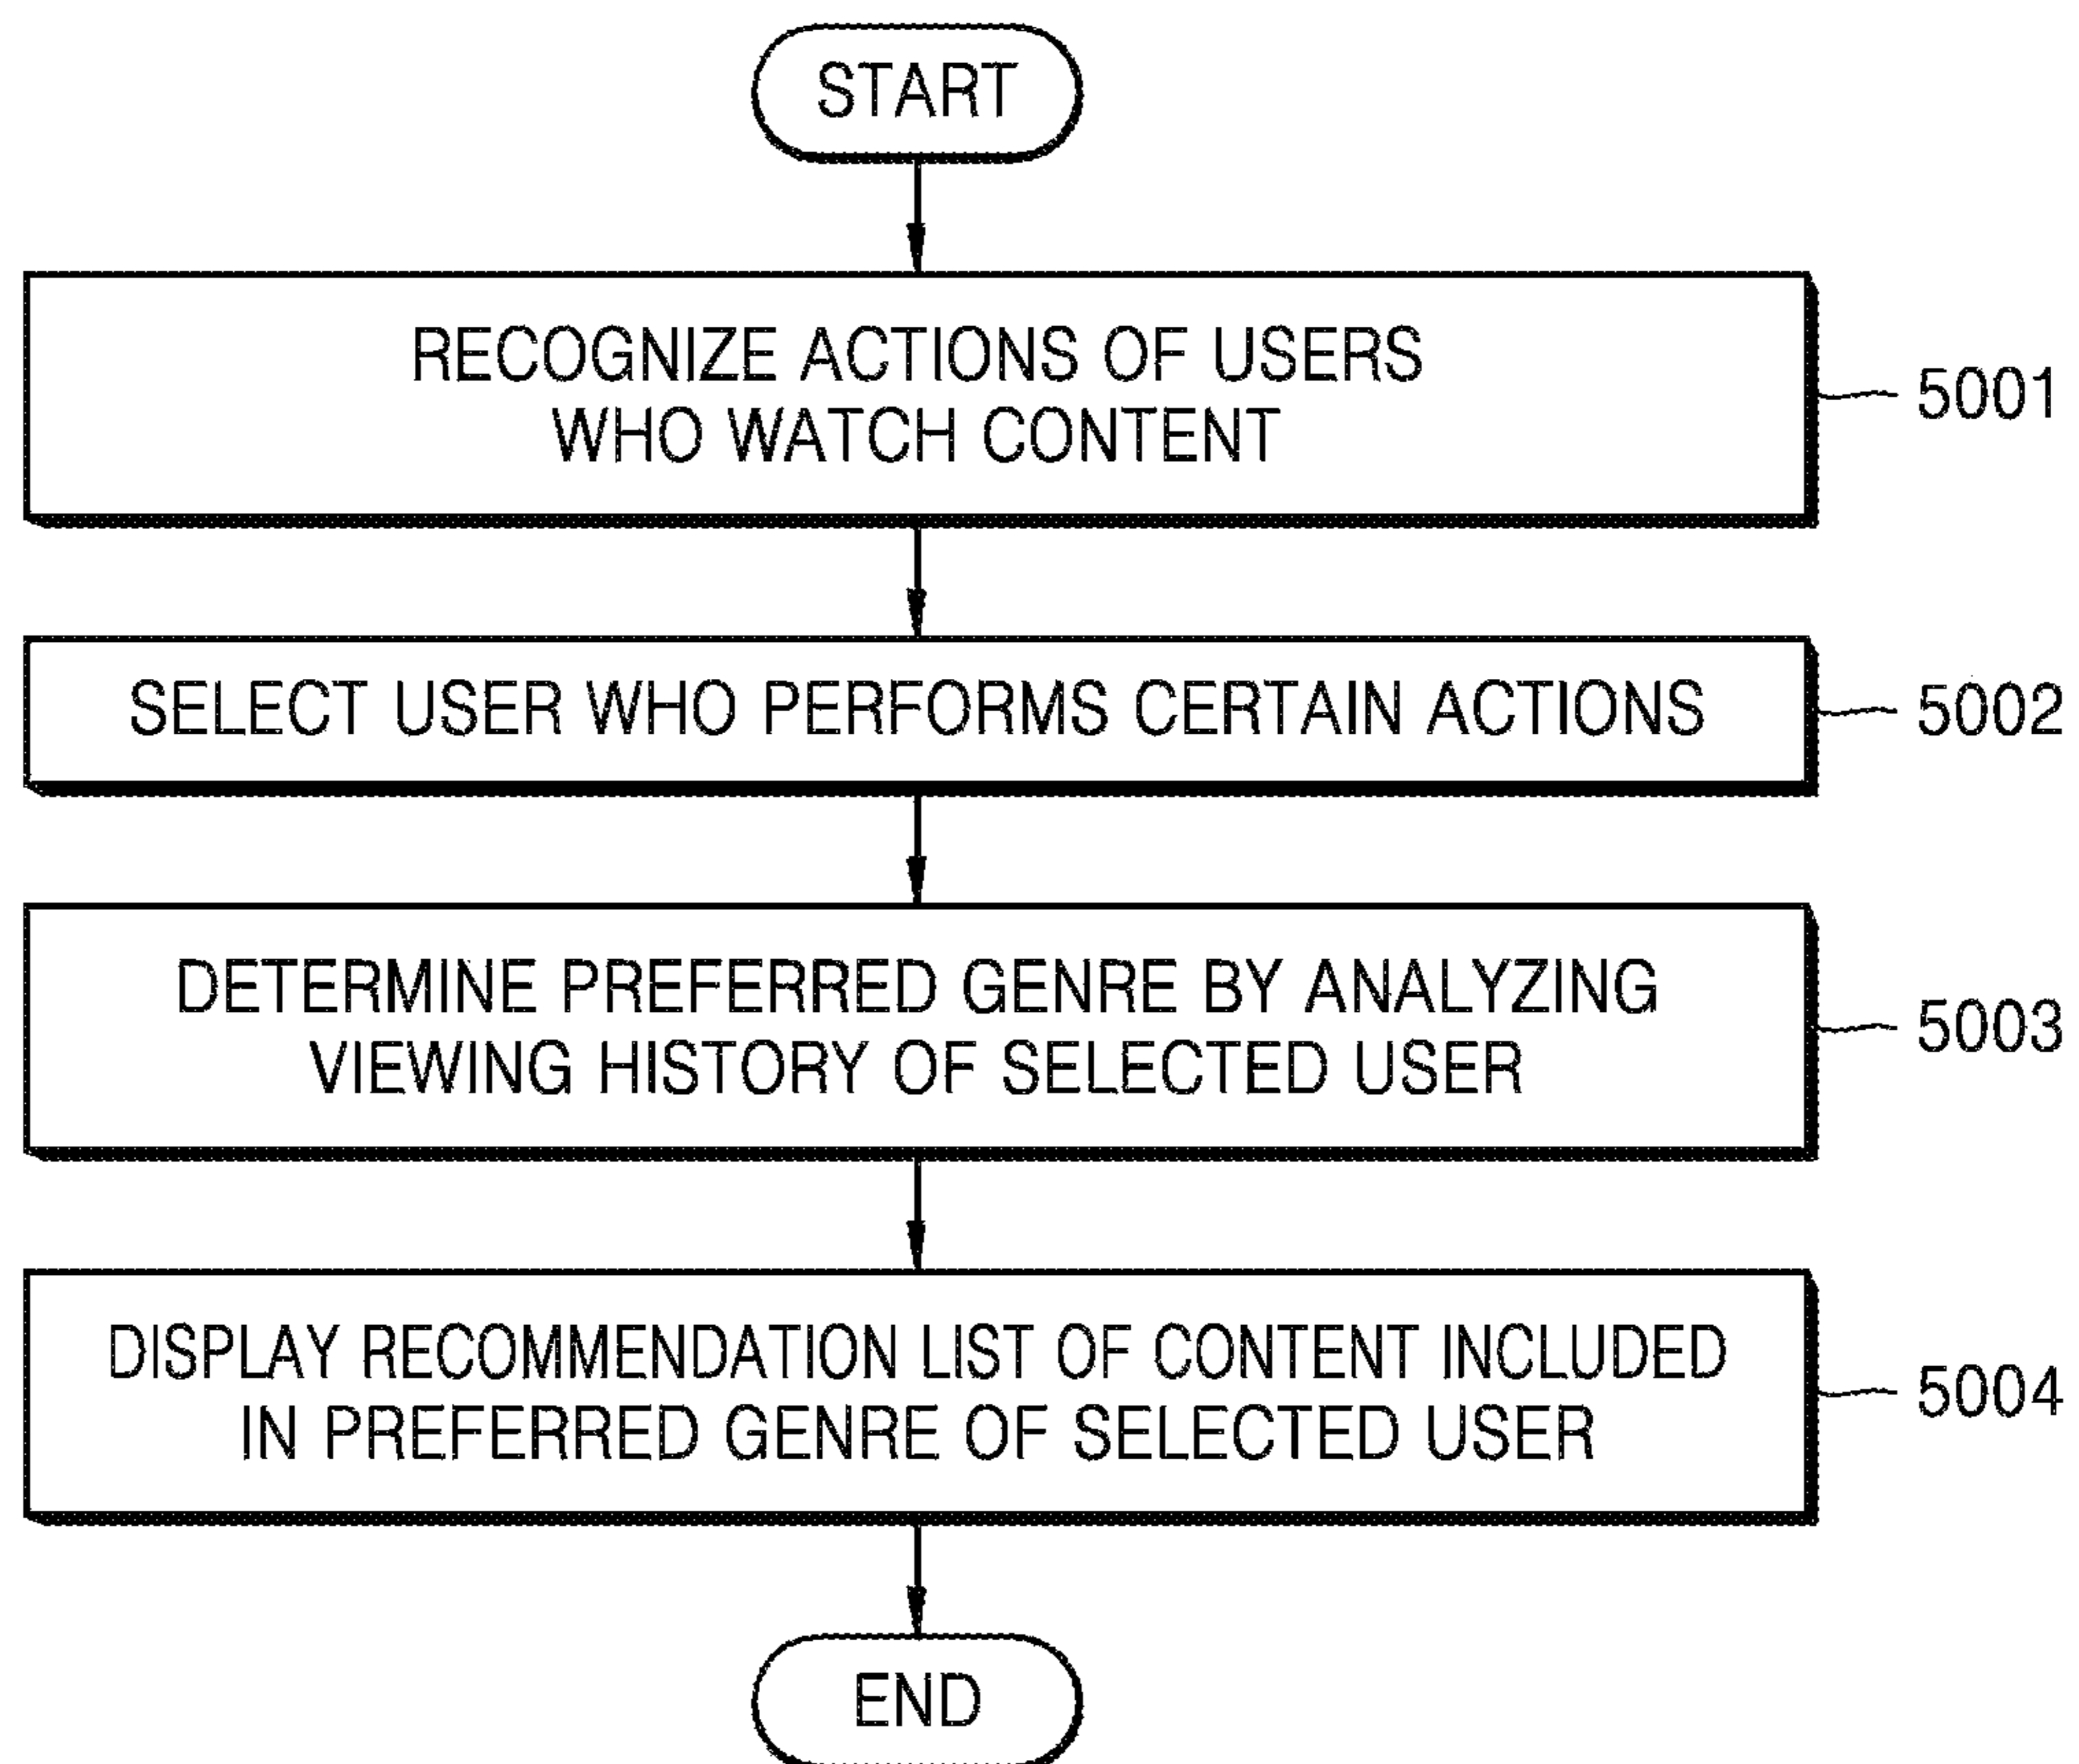 START
RECOGNIZE ACTIONS OF USERS
WHO WATCH CONTENT
5001
SELECT USER WHO PERFORMS CERTAIN ACTIONS
5002
DETERMINE PREFERRED GENRE BY ANALYZING
VIEWING HISTORY OF SELECTED USER
5003
DISPLAY RECOMMENDATION LIST OF CONTENT INCLUDED
IN PREFERRED GENRE OF SELECTED USER
5004
END